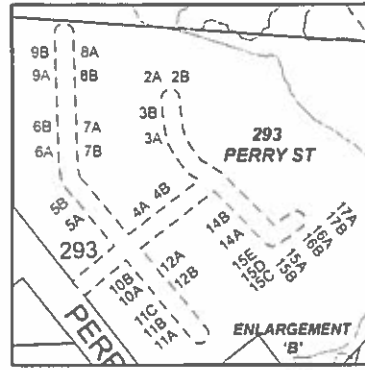 9B 8A
9A 8B
2A 2B
3B
3A
6B 7A
6A 7B
293
PERRY ST
5B
5A
4A 4B
293
14B
14A
17A
17B
16A
16B
15A
15B
15E
15D
15C
10B
10A
12A
12B
11C
11B
11A
PERR
ENLARGEMENT
'B'